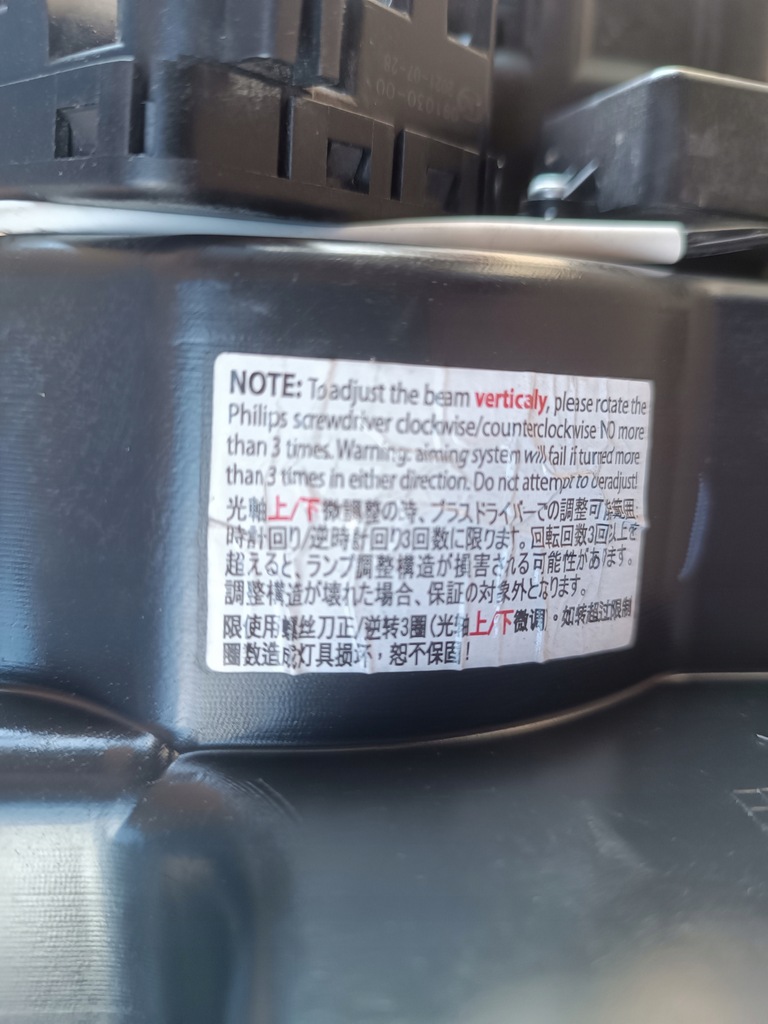 2021-07-28
NOTE: To adjust the beam verticaly, please rotate the
Philips screwdriver clockwise/counterclockwise NO more
than 3 times. Warning: aiming system will fail if turned more
than 3 times in either direction. Do not attempt to
光軸上/下微調整の時、プラスドライバーでの調整可能範囲:
時計回り/逆時計回り3回数に限ります。回転回数3回以上を
超えると、ランプ調整構造が損害される可能性があります。
調整構造が壊れた場合、保証の対象外となります。
限使用螺丝刀正/逆转3圈(光轴上/下微调)。如转超过限制
圈数造成灯具损坏,恕不保固!